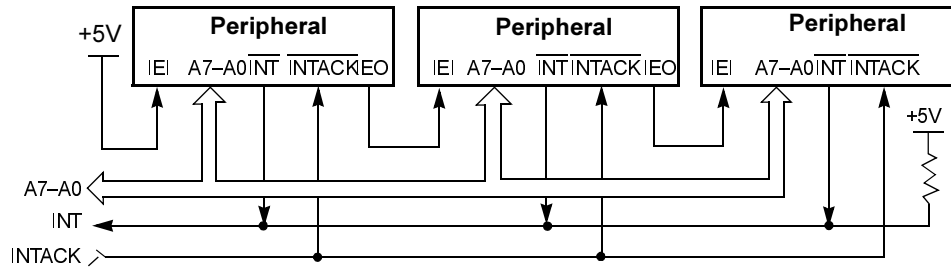 +5V
Peripheral
Peripheral
Peripheral
IEI A7–A0 INT INTACK IEO
IEI A7–A0 INT INTACK IEO
IEI A7–A0 INT INTACK
+5V
A7–A0
INT
INTACK